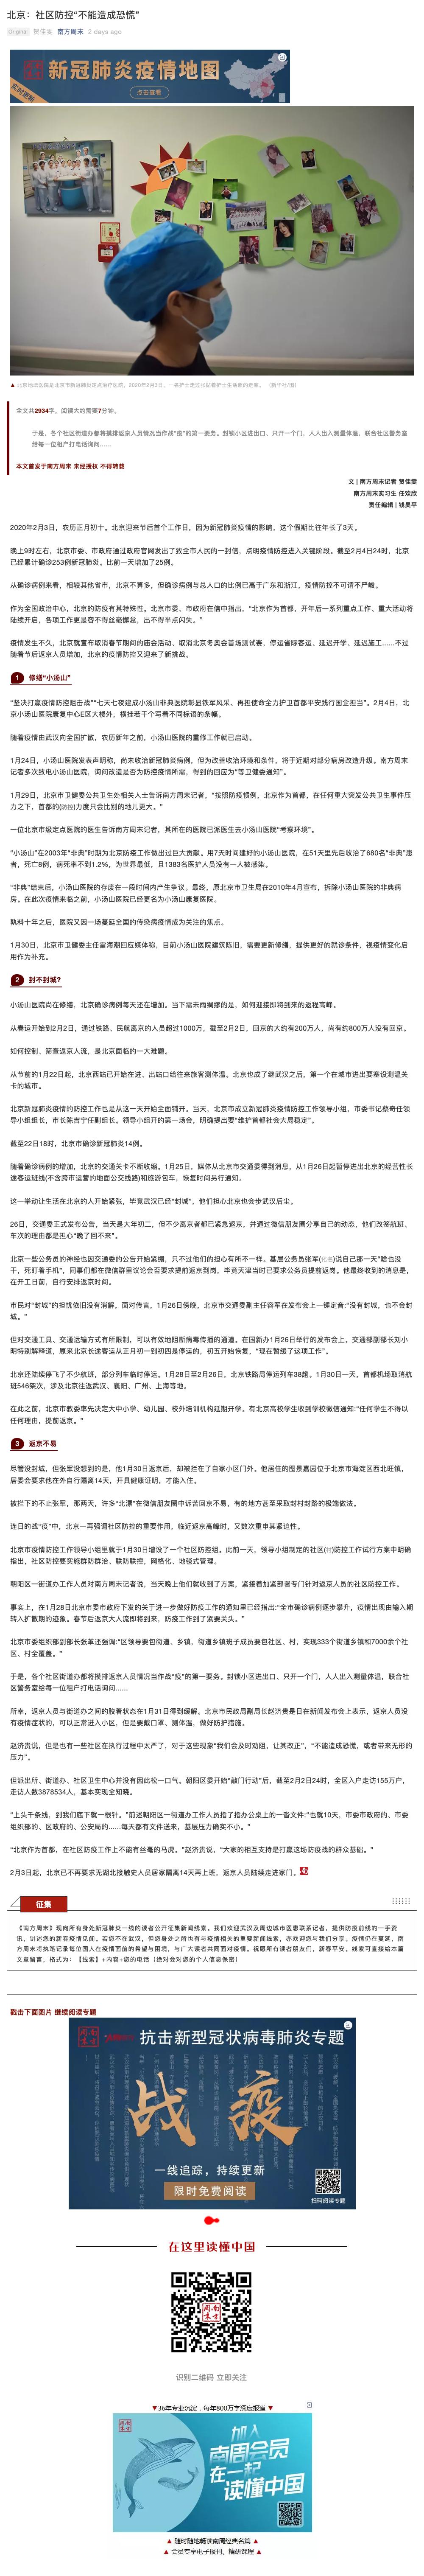 北京：社区防控“不能造成恐慌”
Original 贺佳雯 南方周末 2 days ago
新冠肺炎疫情地图
点击查看
实时更新
▲ 北京地坛医院是北京市新冠肺炎定点治疗医院，2020年2月3日，一名护士走过张贴着护士生活照的走廊。（新华社/图）
全文共2934字，阅读大约需要7分钟。
于是，各个社区街道办都将摸排返京人员情况当作战“疫”的第一要务。封锁小区进出口、只开一个门，人人出入测量体温，联合社区警务室
给每一位租户打电话询问……
本文首发于南方周末 未经授权 不得转载
文 | 南方周末记者 贺佳雯
南方周末实习生 任欢欣
责任编辑 | 钱昊平
2020年2月3日，农历正月初十。北京迎来节后首个工作日，因为新冠肺炎疫情的影响，这个假期比往年长了3天。
晚上9时左右，北京市委、市政府通过政府官网发出了致全市人民的一封信，点明疫情防控进入关键阶段。截至2月4日24时，北京
已经累计确诊253例新冠肺炎。比前一天增加了25例。
从确诊病例来看，相较其他省市，北京不算多，但确诊病例与总人口的比例已高于广东和浙江，疫情防控不可谓不严峻。
作为全国政治中心，北京的防疫有其特殊性。北京市委、市政府在信中指出，“北京作为首都，开年后一系列重点工作、重大活动将
陆续开启，各项工作更是容不得丝毫懈怠，出不得半点闪失。”
疫情发生不久，北京就宣布取消春节期间的庙会活动、取消北京冬奥会首场测试赛，停运省际客运、延迟开学、延迟施工……不过
随着节后返京人员增加，北京的疫情防控又迎来了新挑战。
1 修缮“小汤山”
“坚决打赢疫情防控阻击战”“七天七夜建成小汤山非典医院彰显铁军风采、再担使命全力护卫首都平安践行国企担当”。2月4日，北
京小汤山医院康复中心E区大楼外，横挂若干个写着不同标语的条幅。
随着疫情由武汉向全国扩散，农历新年之前，小汤山医院的重修工作就已启动。
1月24日，小汤山医院发表声明称，尚未收治新冠肺炎病例，但为改善收治环境和条件，将于近期对部分病房改造升级。南方周末
记者多次致电小汤山医院，询问改造是否为防控疫情所需，得到的回应为“等卫健委通知”。
1月29日，北京市卫健委公共卫生处相关人士告诉南方周末记者，“按照防疫惯例，北京作为首都，在任何重大突发公共卫生事件压
力之下，首都的(防控)力度只会比别的地儿更大。”
一位北京市级定点医院的医生告诉南方周末记者，其所在的医院已派医生去小汤山医院“考察环境”。
“小汤山”在2003年“非典”时期为北京防疫工作做出过巨大贡献。用7天时间建好的小汤山医院，在51天里先后收治了680名“非典”患
者，死亡8例，病死率不到1.2%，为世界最低，且1383名医护人员没有一人被感染。
“非典”结束后，小汤山医院的存废在一段时间内产生争议。最终，原北京市卫生局在2010年4月宣布，拆除小汤山医院的非典病
房。在此次疫情来临之前，小汤山医院已经更名为小汤山康复医院。
孰料十年之后，医院又因一场蔓延全国的传染病疫情成为关注的焦点。
1月30日，北京市卫健委主任雷海潮回应媒体称，目前小汤山医院建筑陈旧，需要更新修缮，提供更好的就诊条件，视疫情变化启
用作为补充。
2 封不封城?
小汤山医院尚在修缮，北京确诊病例每天还在增加。当下需未雨绸缪的是，如何迎接即将到来的返程高峰。
从春运开始到2月2日，通过铁路、民航离京的人员超过1000万，截至2月2日，回京的大约有200万人，尚有约800万人没有回京。
如何控制、筛查返京人流，是北京面临的一大难题。
从节前的1月22日起，北京西站已开始在进、出站口给往来旅客测体温。北京也成了继武汉之后，第一个在城市进出要塞设测温关
卡的城市。
北京新冠肺炎疫情的防控工作也是从这一天开始全面铺开。当天，北京市成立新冠肺炎疫情防控工作领导小组，市委书记蔡奇任领
导小组组长，市长陈吉宁任副组长。领导小组开的第一场会，明确提出要“维护首都社会大局稳定”。
截至22日18时，北京市确诊新冠肺炎14例。
随着确诊病例的增加，北京的交通关卡不断收缩。1月25日，媒体从北京市交通委得到消息，从1月26日起暂停进出北京的经营性长
途客运班线(不含跨市运营的地面公交线路)和旅游包车，恢复时间另行通知。
这一举动让生活在北京的人开始紧张，毕竟武汉已经“封城”，他们担心北京也会步武汉后尘。
26日，交通委正式发布公告，当天是大年初二，但不少离京者都已紧急返京，并通过微信朋友圈分享自己的动态，他们改签航班、
车次的理由都是担心“晚了回不来”。
北京一些公务员的神经也因交通委的公告开始紧绷，只不过他们的担心有所不一样。基层公务员张军(化名)说自己那一天“啥也没
干，死盯着手机”，同事们都在微信群里议论会否要求提前返京到岗，毕竟天津当时已要求公务员提前返岗。他最终收到的消息是，
在开工日前，自行安排返京时间。
市民对“封城”的担忧依旧没有消解，面对传言，1月26日傍晚，北京市交通委副主任容军在发布会上一锤定音:“没有封城，也不会封
城。”
但对交通工具、交通运输方式有所限制，可以有效地阻断病毒传播的通道。在国新办1月26日举行的发布会上，交通部副部长刘小
明特别解释道，原来北京长途客运从正月初一到初四是停运的，初五开始恢复，“现在暂缓了这项工作”。
北京还陆续停飞了不少航班，部分列车临时停运。1月28日至2月26日，北京铁路局停运列车38趟。1月30日一天，首都机场取消航
班546架次，涉及北京往返武汉、襄阳、广州、上海等地。
在此之前，北京市教委率先决定大中小学、幼儿园、校外培训机构延期开学。有北京高校学生收到学校微信通知:“任何学生不得以
任何理由，提前返京。”
3 返京不易
尽管没封城，但张军没想到的是，他1月30日返京后，却被拦在了自家小区门外。他居住的图景嘉园位于北京市海淀区西北旺镇，
居委会要求他在外自行隔离14天，开具健康证明，才能入住。
被拦下的不止张军，那两天，许多“北漂”在微信朋友圈中诉苦回京不易，有的地方甚至采取封村封路的极端做法。
连日的战“疫”中，北京一再强调社区防控的重要作用，临近返京高峰时，又数次重申其紧迫性。
北京市疫情防控工作领导小组里就于1月30日增设了一个社区防控组。此前一天，领导小组制定的社区(村)防控工作试行方案中明确
指出，社区防控要实施群防群治、联防联控，网格化、地毯式管理。
朝阳区一街道办工作人员对南方周末记者说，当天晚上他们就收到了方案，紧接着加紧部署专门针对返京人员的社区防控工作。
事实上，在1月28日北京市委市政府下发的关于进一步做好防疫工作的通知里已经指出:“全市确诊病例逐步攀升，疫情出现由输入期
转入扩散期的迹象。春节后返京大人流即将到来，防疫工作到了紧要关头。”
北京市委组织部副部长张革还强调:“区领导要包街道、乡镇，街道乡镇班子成员要包社区、村，实现333个街道乡镇和7000余个社
区、村全覆盖。”
于是，各个社区街道办都将摸排返京人员情况当作战“疫”的第一要务。封锁小区进出口、只开一个门，人人出入测量体温，联合社
区警务室给每一位租户打电话询问……
所幸，返京人员与街道办之间的胶着状态在1月31日得到缓解。北京市民政局副局长赵济贵是日在新闻发布会上表示，返京人员没
有疫情症状的，可以正常进入小区，但是要戴口罩、测体温，做好防护措施。
赵济贵说，但是也有一些社区在执行过程中太严了，对于这些现象“我们会及时劝阻，让其改正”，“不能造成恐慌，或者带来无形的
压力”。
但派出所、街道办、社区卫生中心并没有因此松一口气。朝阳区委开始“敲门行动”后，截至2月2日24时，全区入户走访155万户，
走访人数3878534人，基本实现全知晓。
“上头千条线，到我们底下就一根针。”前述朝阳区一街道办工作人员指了指办公桌上的一沓文件:“也就10天，市委市政府的、市委
组织部的、区政府的、公安局的……每天都有文件送来，基层压力确实不小。”
“北京作为首都，在社区防疫工作上不能有丝毫的马虎。”赵济贵说，“大家的相互支持是打赢这场防疫战的群众基础。”
2月3日起，北京已不再要求无湖北接触史人员居家隔离14天再上班，返京人员陆续走进家门。
征集
《南方周末》现向所有身处新冠肺炎一线的读者公开征集新闻线索。我们欢迎武汉及周边城市医患联系记者，提供防疫前线的一手资
讯，讲述您的新春疫情见闻。若您不在武汉，但您身处之所也有与疫情相关的重要新闻线索，亦欢迎您与我们分享。疫情仍在蔓延，南
方周末将执笔记录每位国人在疫情面前的希望与困境，与广大读者共同面对疫情。祝愿所有读者朋友们，新春平安。线索可直接给本篇
文章留言，格式为：【线索】+内容+您的电话（绝对会对您的个人信息保密）
戳击下面图片 继续阅读专题
抗击新型冠状病毒肺炎专题
战疫
一线追踪，持续更新
限时免费阅读
扫码阅读专题
在这里读懂中国
识别二维码 立即关注
▼36年专业沉淀，每年800万字深度报道 ▼
加入
南周会员
在一起
读懂中国
▲ 随时随地畅读南周经典名篇 ▲
▲ 会员专享电子报刊、精研课程 ▲